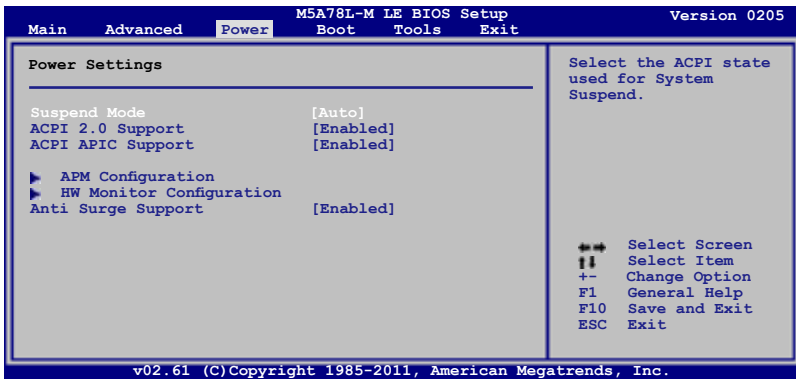 M5A78L-M LE BIOS Setup Version 0205
Main Advanced Power Boot Tools Exit
Power Settings
Suspend Mode [Auto]
ACPI 2.0 Support [Enabled]
ACPI APIC Support [Enabled]
APM Configuration
HW Monitor Configuration
Anti Surge Support [Enabled]
Select the ACPI state
used for System
Suspend.
Select Screen
Select Item
+- Change Option
F1 General Help
F10 Save and Exit
ESC Exit
v02.61 (C)Copyright 1985-2011, American Megatrends, Inc.